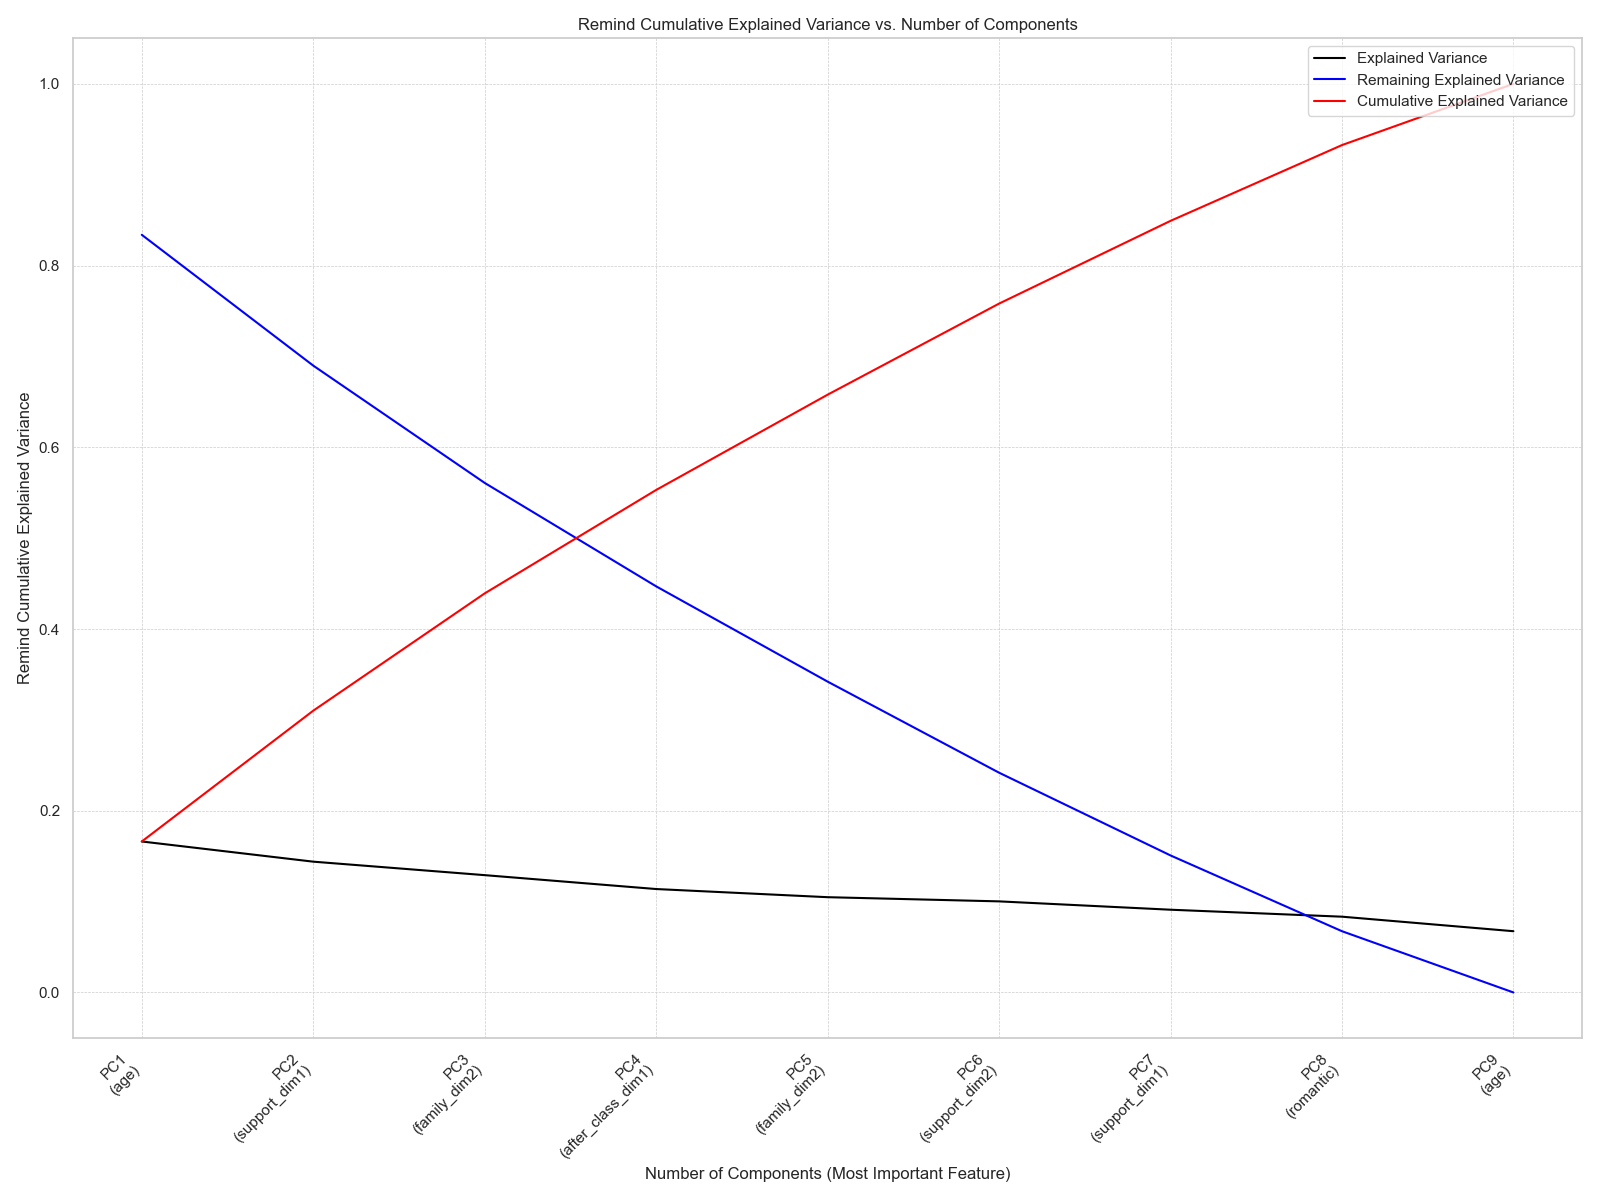 Remind Cumulative Explained Variance vs. Number of Components
Explained Variance
Remaining Explained Variance
Cumulative Explained Variance
Remind Cumulative Explained Variance
1.0
0.8
0.6
0.4
0.2
0.0
PC1
(age)
PC2
(support_dim1)
PC3
(family_dim2)
PC4
(after_class_dim1)
PC5
(family_dim2)
PC6
(support_dim2)
PC7
(support_dim1)
PC8
(romantic)
PC9
(age)
Number of Components (Most Important Feature)